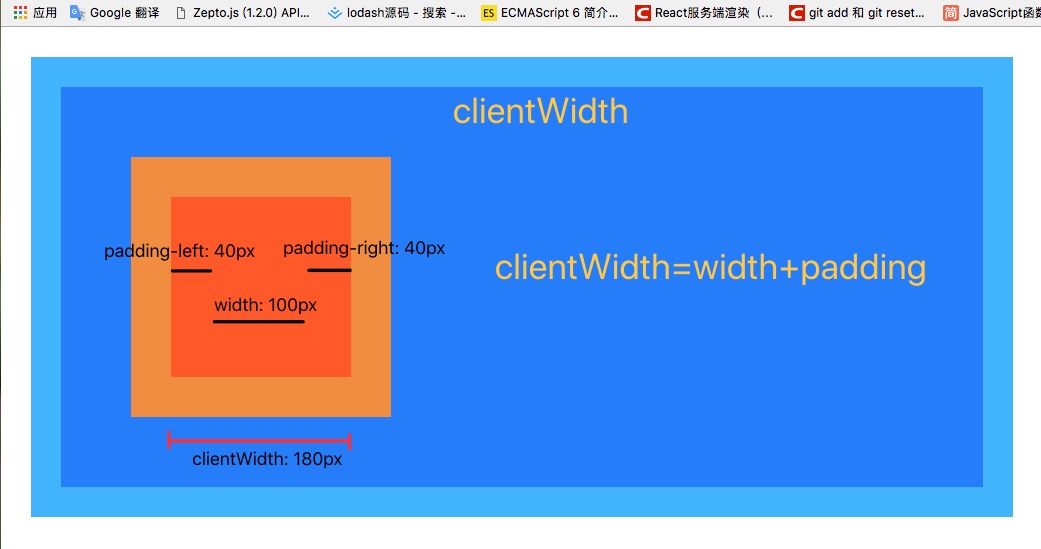 应用 Google 翻译 Zepto.js (1.2.0) API... lodash源码 - 搜索 -... ES ECMAScript 6 简介... C React服务端渲染（... C git add 和 git reset... 简 JavaScript函数
clientWidth
padding-left: 40px padding-right: 40px
clientWidth=width+padding
width: 100px
clientWidth: 180px